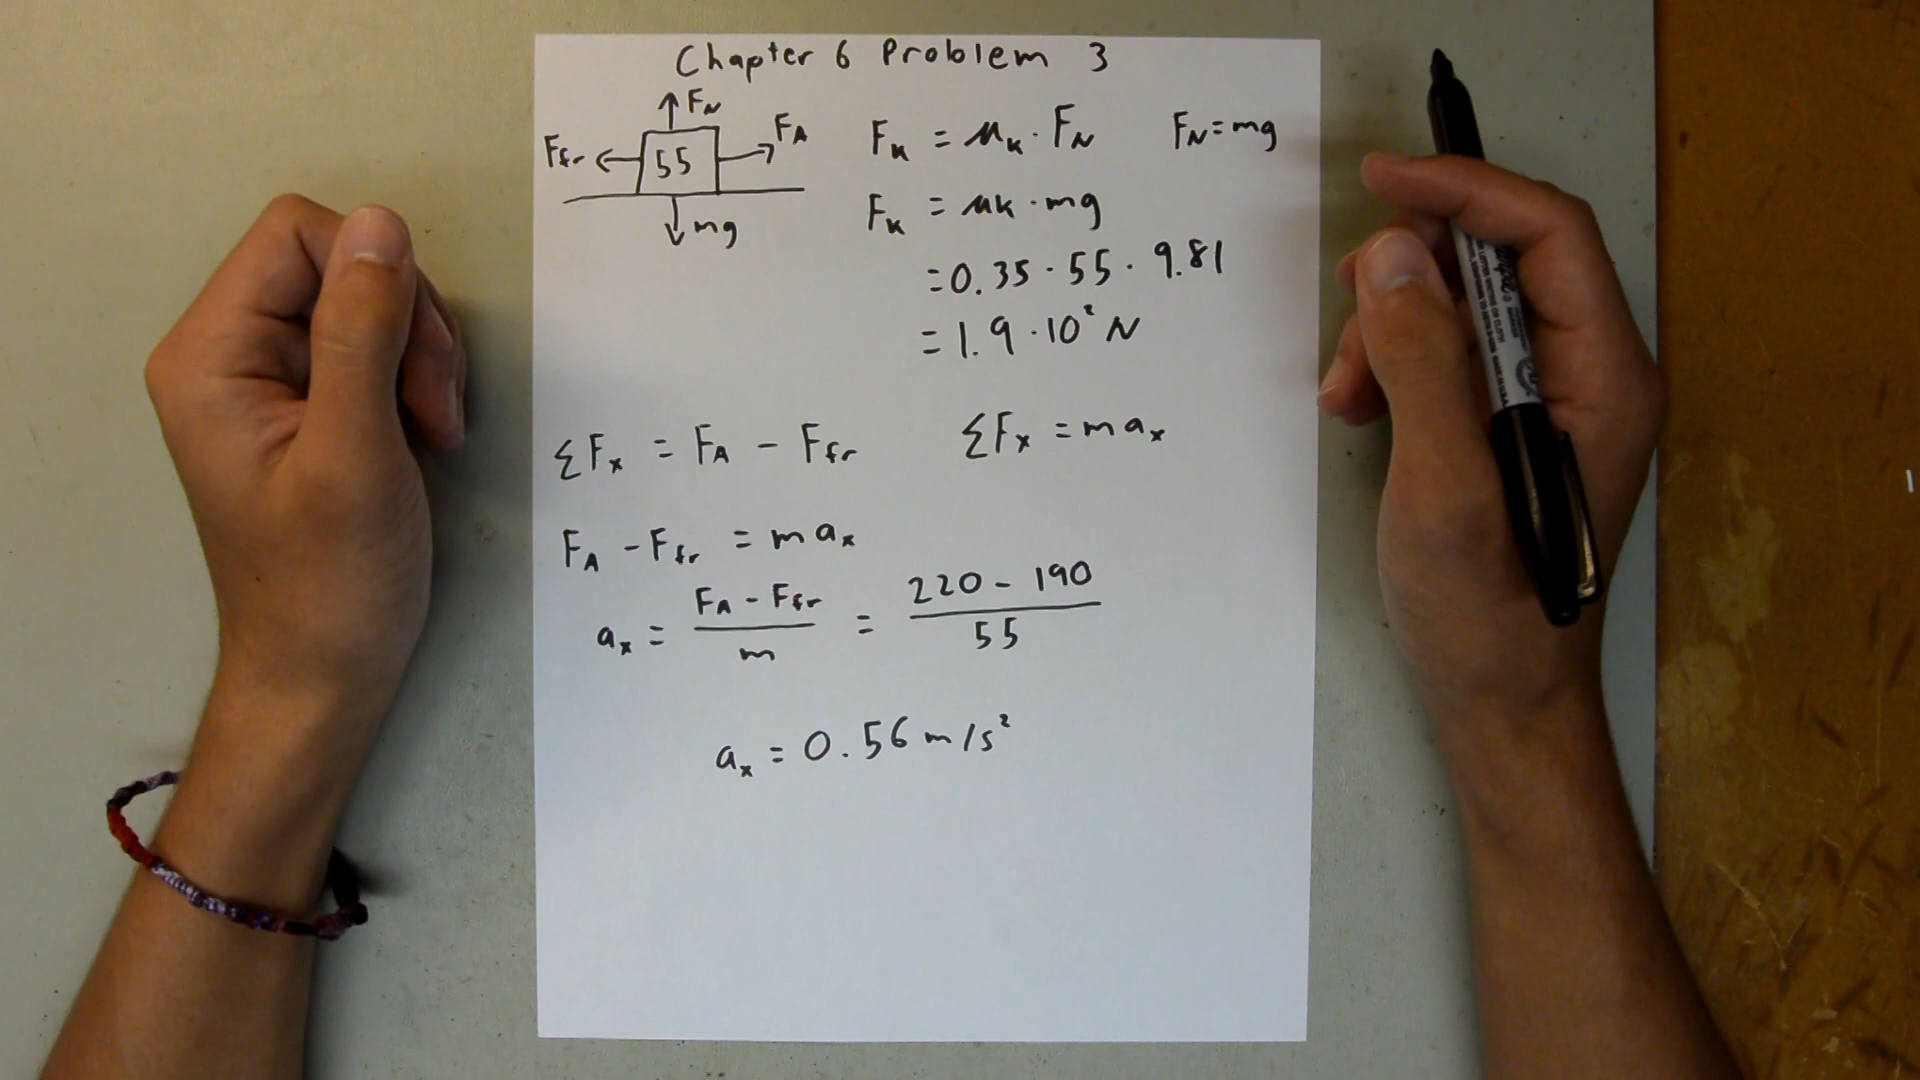 Chapter 6 Problem 3
F_N
F_fr 55 F_A
mg
F_k = μ_k · F_N
F_N = mg
F_k = μk · mg
= 0.35 · 55 · 9.81
= 1.9 · 10² N
ΣF_x = F_A - F_fr
ΣF_x = ma_x
F_A - F_fr = ma_x
a_x = (F_A - F_fr)/m = (220 - 190)/55
a_x = 0.56 m/s²